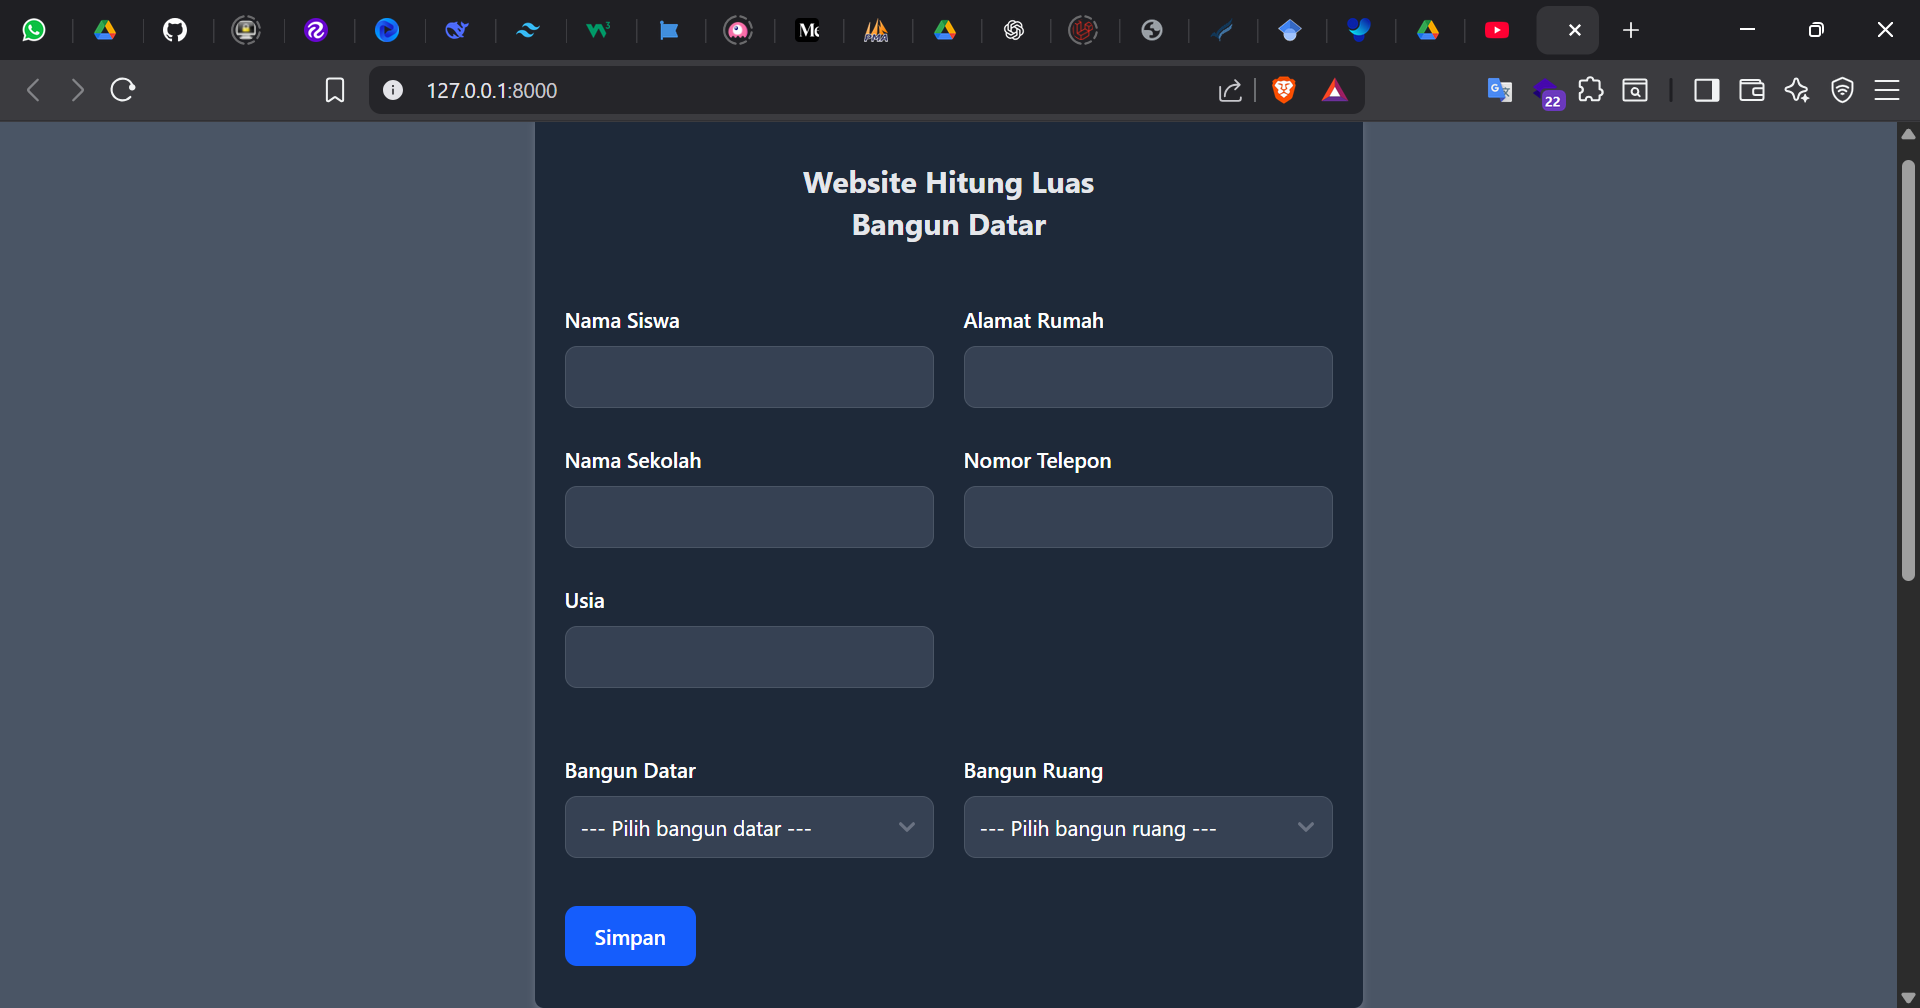 127.0.0.1:8000
22
Website Hitung Luas
Bangun Datar
Nama Siswa
Alamat Rumah
Nama Sekolah
Nomor Telepon
Usia
Bangun Datar
Bangun Ruang
--- Pilih bangun datar ---
--- Pilih bangun ruang ---
Simpan